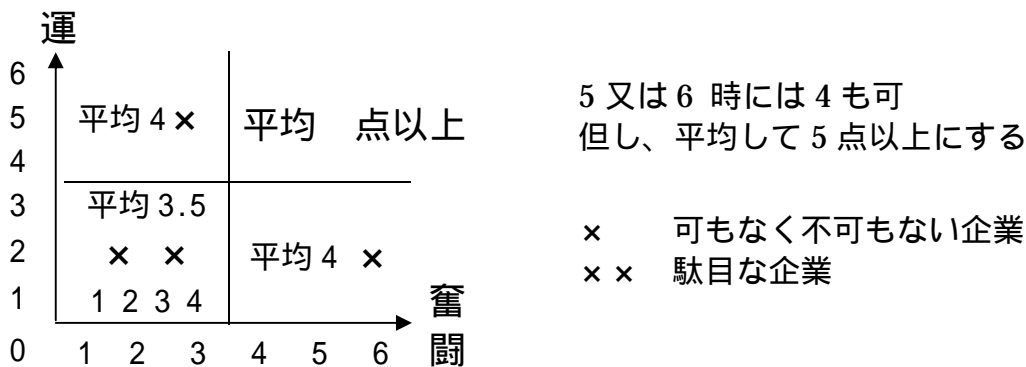 運
6
5
4
3
2
1
0
平均 4 ×
平均 点以上
平均 3.5
× ×
1 2 3 4
平均 4 ×
1 2 3 4 5 6
奮
闘
5 又は 6 時には 4 も可
但し、平均して 5 点以上にする
× 可もなく不可もない企業
× × 駄目な企業